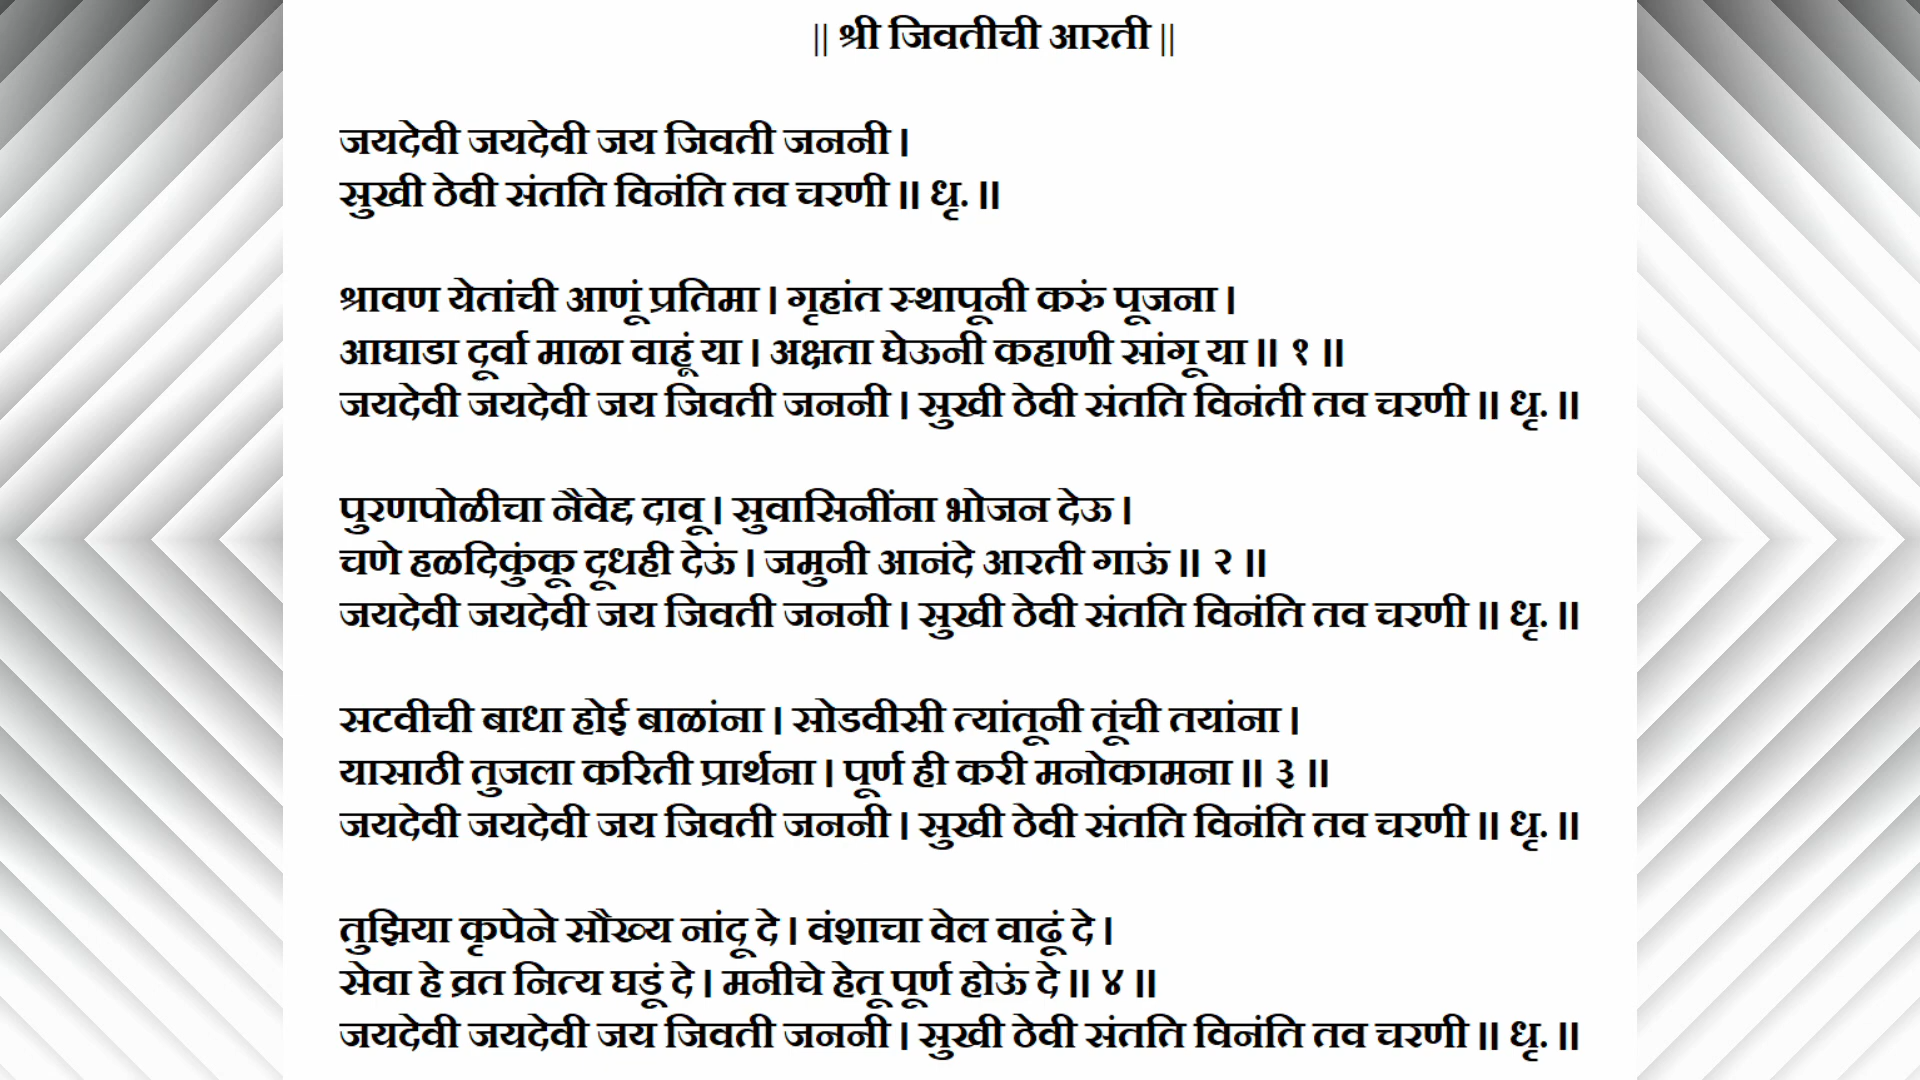 || श्री जिवतीची आरती ||
जयदेवी जयदेवी जय जिवती जननी ।
सुखी ठेवी संतति विनंति तव चरणी ॥ धृ. ॥
श्रावण येतांची आणूं प्रतिमा । गृहांत स्थापूनी करुं पूजना ।
आघाडा दूर्वा माळा वाहूं या । अक्षता घेऊनी कहाणी सांगू या ॥ १ ॥
जयदेवी जयदेवी जय जिवती जननी । सुखी ठेवी संतति विनंती तव चरणी ॥ धृ. ॥
पुरणपोळीचा नैवेद्द दावू । सुवासिनींना भोजन देऊ ।
चणे हळदिकुंकू दूधही देऊं । जमुनी आनंदे आरती गाऊं ॥ २ ॥
जयदेवी जयदेवी जय जिवती जननी । सुखी ठेवी संतति विनंति तव चरणी ॥ धृ. ॥
सटवीची बाधा होई बाळांना । सोडवीसी त्यांतूनी तूंची तयांना ।
यासाठी तुजला करिती प्रार्थना । पूर्ण ही करी मनोकामना ॥ ३ ॥
जयदेवी जयदेवी जय जिवती जननी । सुखी ठेवी संतति विनंति तव चरणी ॥ धृ. ॥
तुझिया कृपेने सौख्य नांदू दे । वंशाचा वेल वाढूं दे ।
सेवा हे व्रत नित्य घडूं दे । मनीचे हेतू पूर्ण होऊं दे ॥ ४ ॥
जयदेवी जयदेवी जय जिवती जननी । सुखी ठेवी संतति विनंति तव चरणी ॥ धृ. ॥